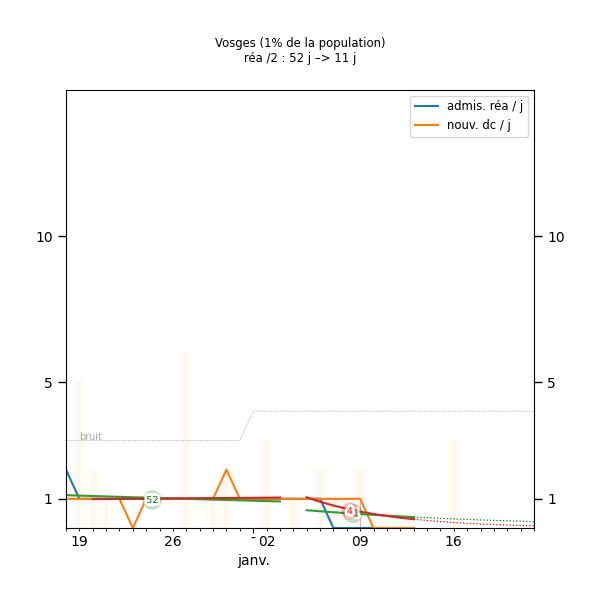 Vosges (1% de la population)
réa /2 : 52 j –> 11 j
admis. réa / j
nouv. dc / j
10
10
5
5
bruit
1
1
52
4
19
26
02
09
16
janv.